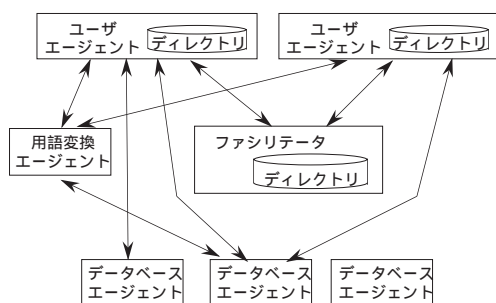 ユーザ
エージェント
ディレクトリ
ユーザ
エージェント
ディレクトリ
用語変換
エージェント
ファシリテータ
ディレクトリ
データベース
エージェント
データベース
エージェント
データベース
エージェント